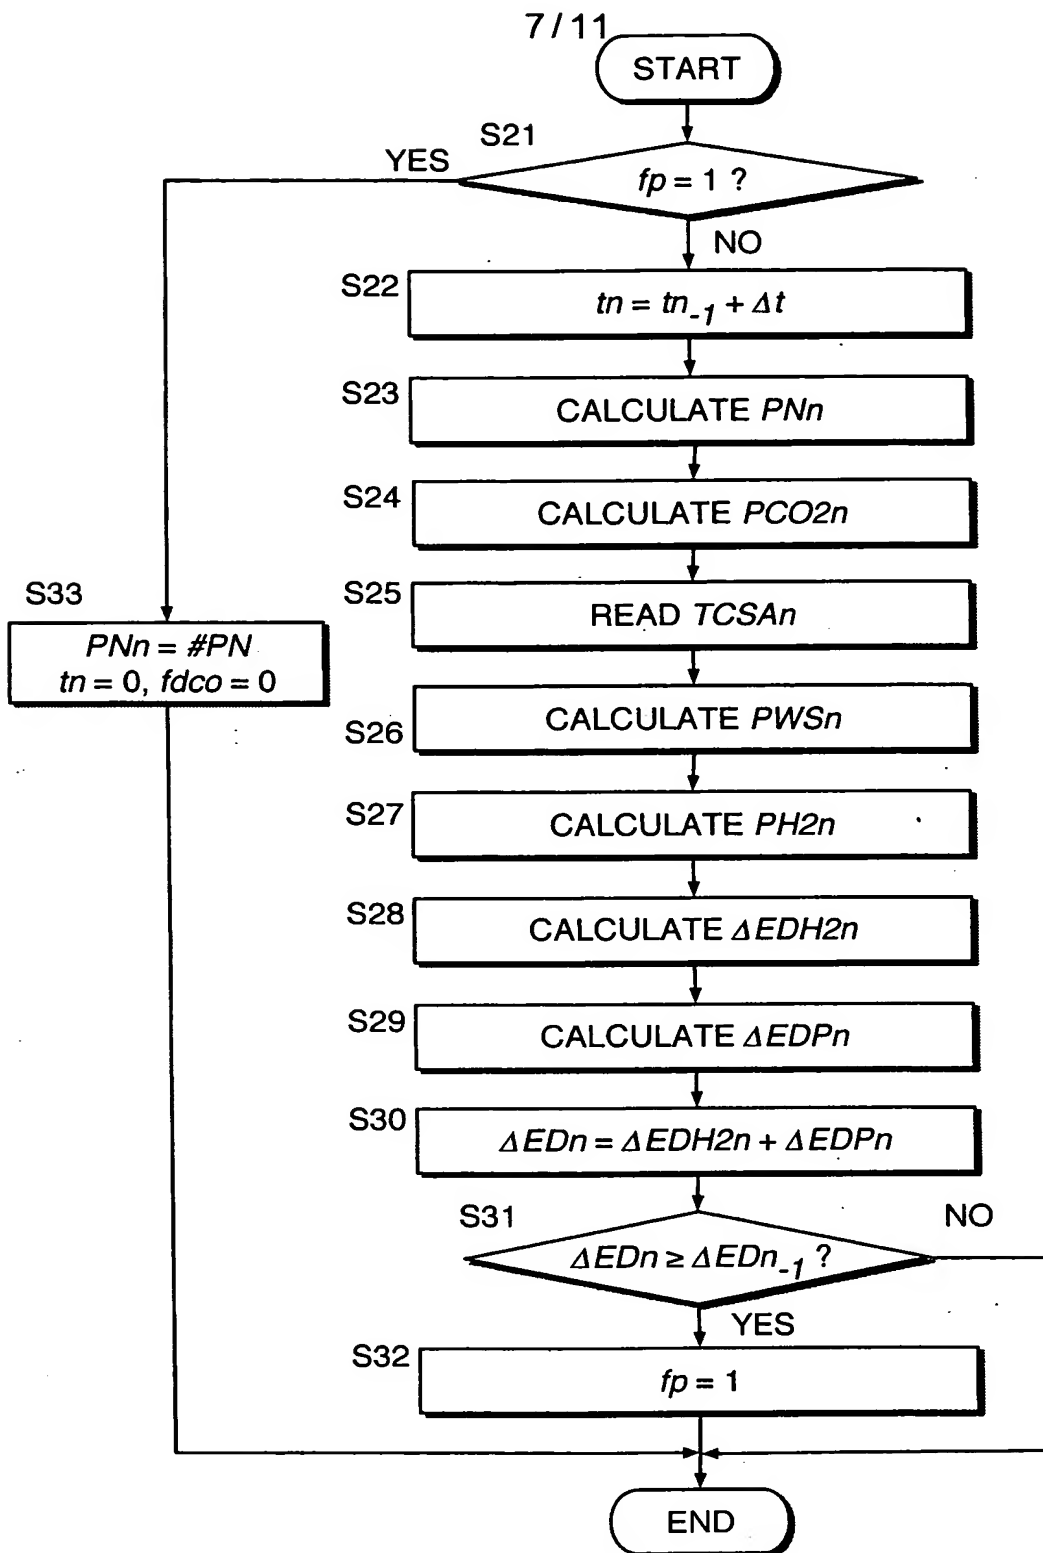 7 / 11
START
S21
YES
fp = 1 ?
NO
S22
tn = tn-1 + Δt
S23
CALCULATE PNn
S24
CALCULATE PCO2n
S33
PNn = #PN
tn = 0, fdco = 0
S25
READ TCSAn
S26
CALCULATE PWSn
S27
CALCULATE PH2n
S28
CALCULATE ΔEDH2n
S29
CALCULATE ΔEDPn
S30
ΔEDn = ΔEDH2n + ΔEDPn
S31
NO
ΔEDn ≥ ΔEDn-1 ?
YES
S32
fp = 1
END